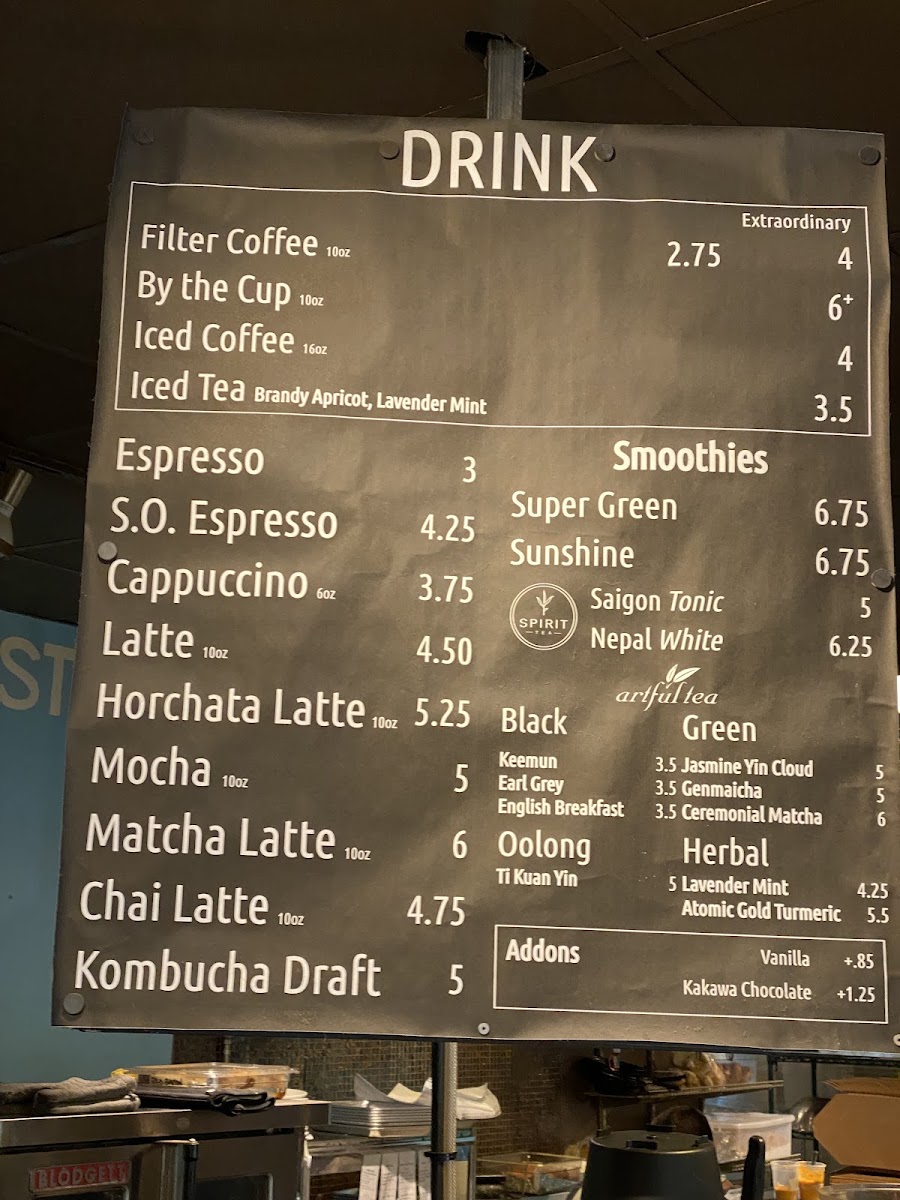 DRINK
Extraordinary
Filter Coffee 10oz 2.75 4
By the Cup 10oz 6+
Iced Coffee 16oz 4
Iced Tea Brandy Apricot, Lavender Mint 3.5
Espresso 3
S.O. Espresso 4.25
Cappuccino 6oz 3.75
Latte 10oz 4.50
Horchata Latte 10oz 5.25
Mocha 10oz 5
Matcha Latte 10oz 6
Chai Latte 10oz 4.75
Kombucha Draft 5
Smoothies
Super Green 6.75
Sunshine 6.75
SPIRIT
TEA
Saigon Tonic 5
Nepal White 6.25
artful tea
Black
Keemun 3.5
Earl Grey 3.5
English Breakfast 3.5
Oolong
Ti Kuan Yin 5
Green
Jasmine Yin Cloud 5
Genmaicha 5
Ceremonial Matcha 6
Herbal
Lavender Mint 4.25
Atomic Gold Turmeric 5.5
Addons
Vanilla +.85
Kakawa Chocolate +1.25
ST
BLODGETT